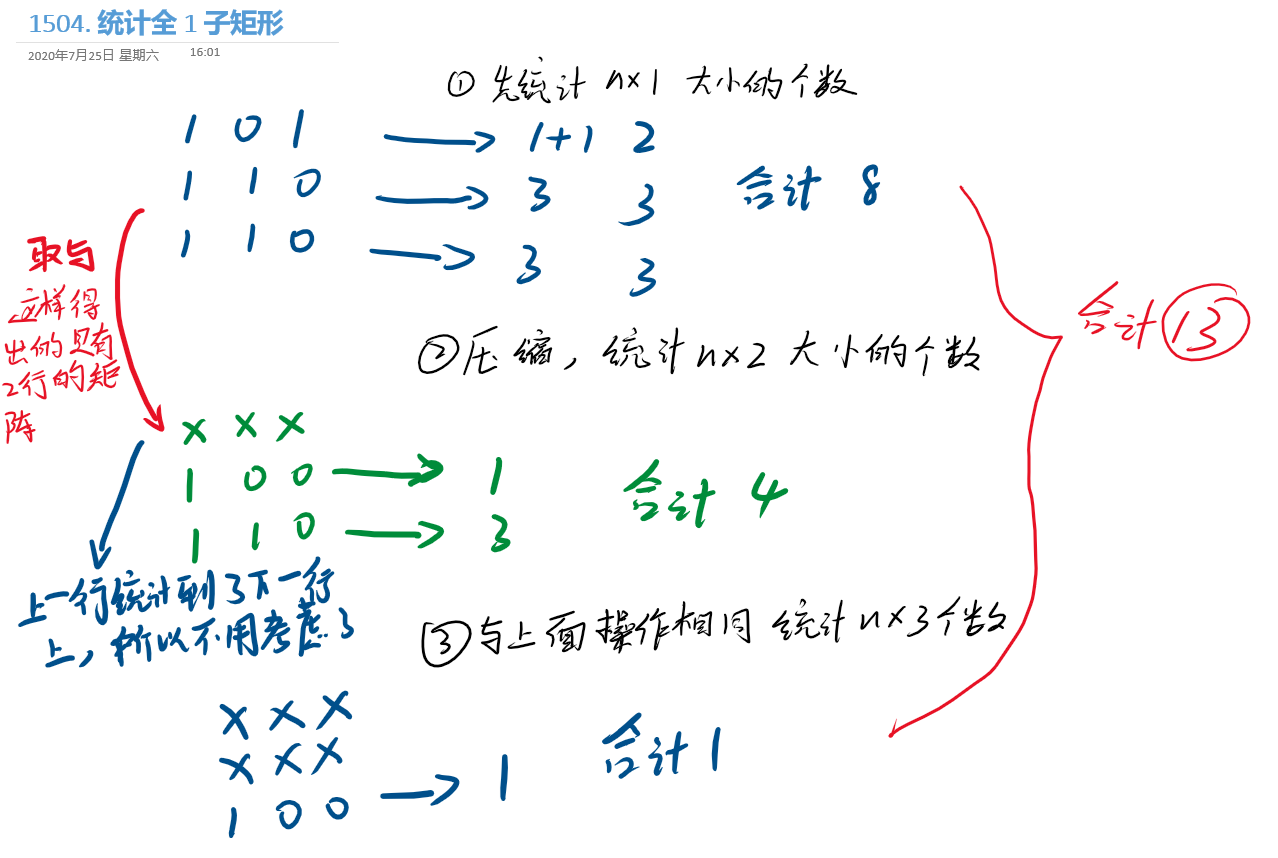 1504. 统计全 1 子矩形
2020年7月25日 星期六 16:01
① 先统计 n×1 大小的个数
1 0 1 → 1+1 2
1 1 0 → 3 3
1 1 0 → 3 3
合计 8
取与
这样得
出的只有
2行的矩
阵
合计 13
②压缩，统计n×2 大小的个数
× × ×
1 0 0 → 1
1 1 0 → 3
合计 4
上一行统计到了下一行
上，所以不用考虑了
③与上面操作相同 统计n×3个数
× × ×
× × ×
1 0 0 → 1
合计 1